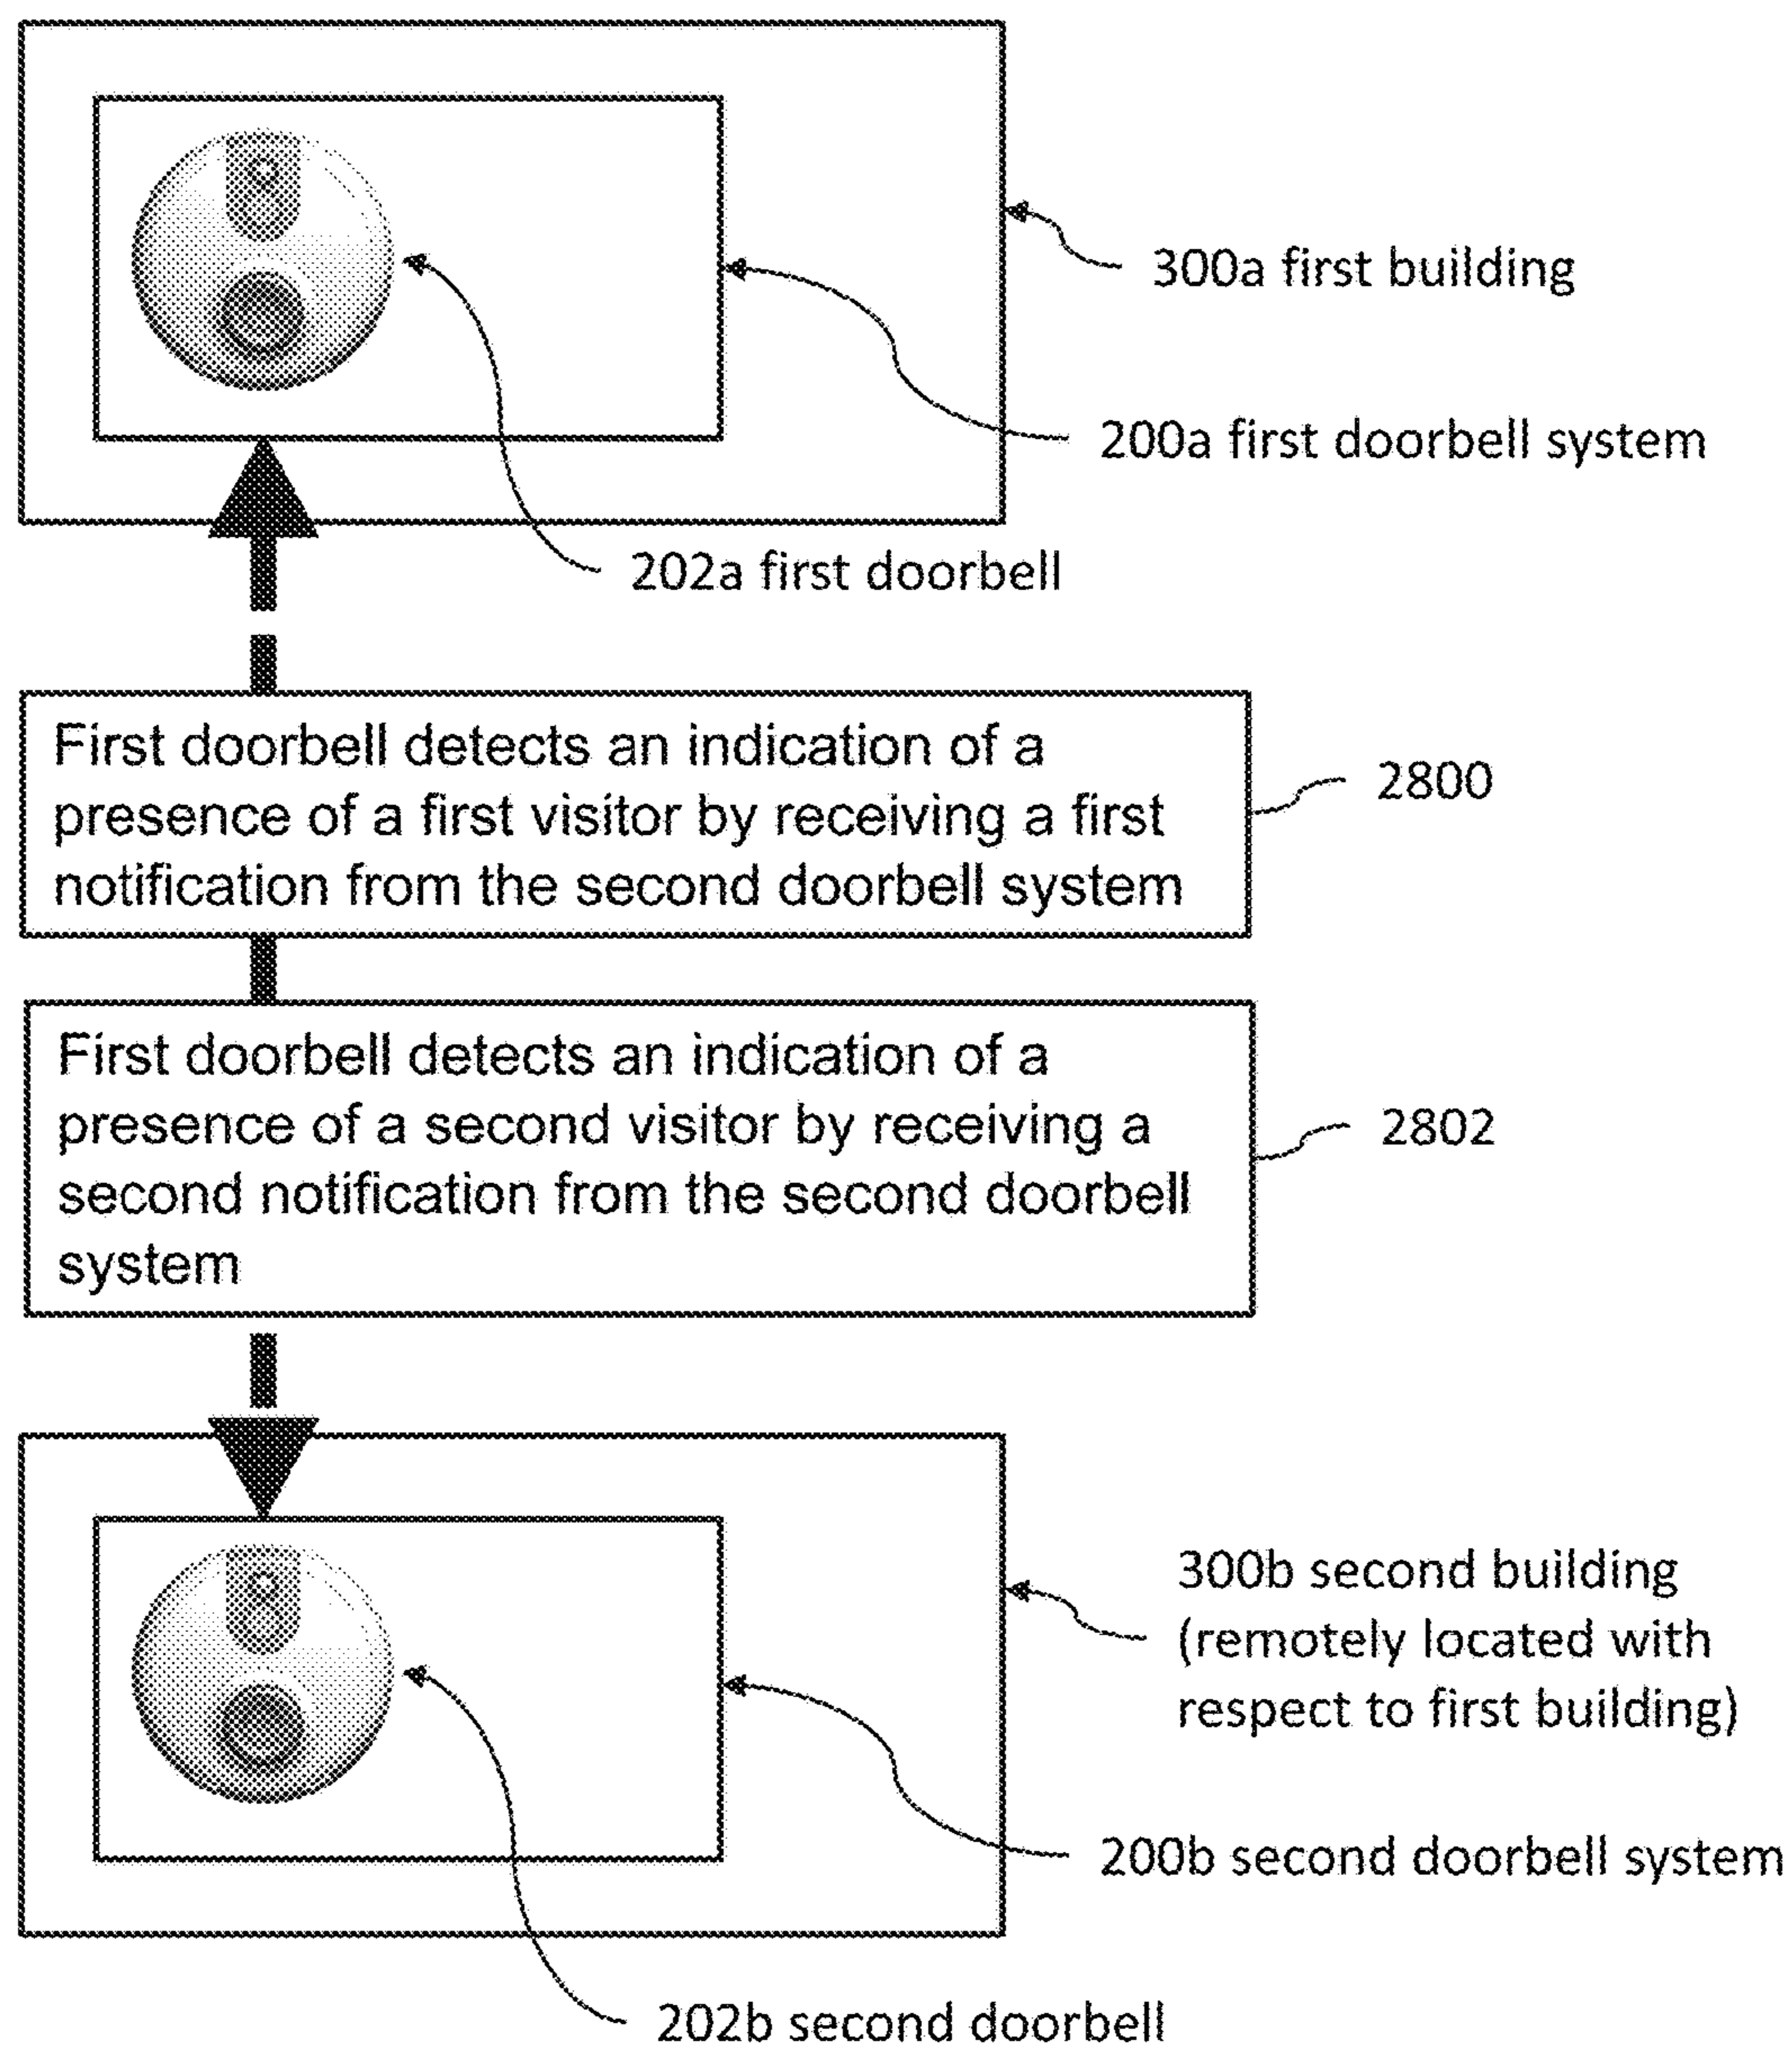 300a first building
200a first doorbell system
202a first doorbell
First doorbell detects an indication of a
presence of a first visitor by receiving a first
notification from the second doorbell system
2800
First doorbell detects an indication of a
presence of a second visitor by receiving a
second notification from the second doorbell
system
2802
300b second building
(remotely located with
respect to first building)
200b second doorbell system
202b second doorbell